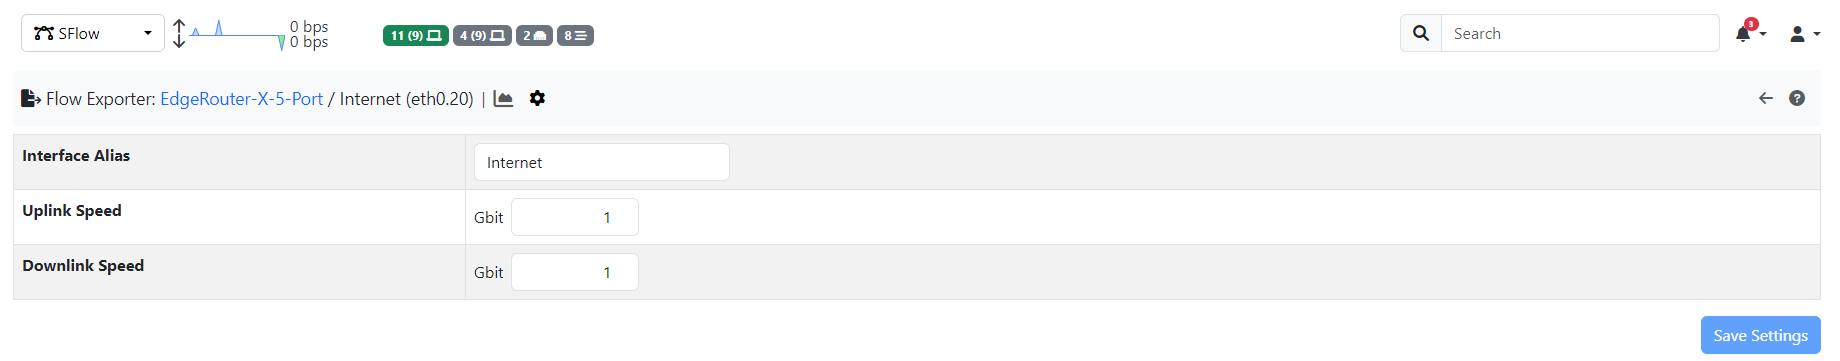 SFlow
0 bps
0 bps
11 (9)
4 (9)
2
8
Search
3
Flow Exporter: EdgeRouter-X-5-Port / Internet (eth0.20) |
Interface Alias
Internet
Uplink Speed
Gbit 1
Downlink Speed
Gbit 1
Save Settings